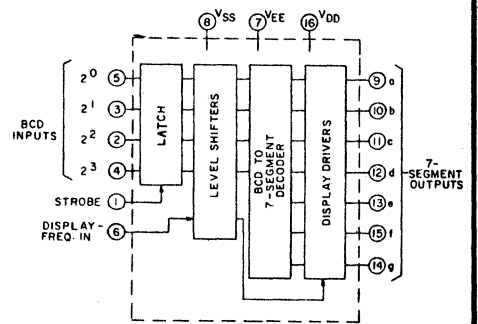 8 VSS
7 VEE
16 VDD
BCD INPUTS
2⁰ 5
2¹ 3
2² 2
2³ 4
STROBE 1
DISPLAY-FREQ. IN 6
LATCH
LEVEL SHIFTERS
BCD TO 7-SEGMENT DECODER
DISPLAY DRIVERS
9 a
10 b
11 c
12 d
13 e
15 f
14 g
7-SEGMENT OUTPUTS